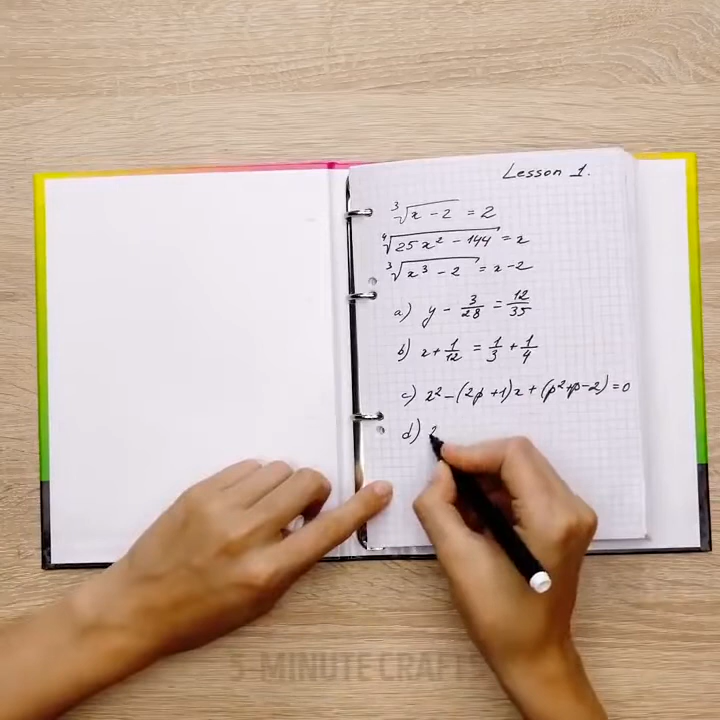 Lesson 1.
∛x - 2 = 2
∜25x² - 144 = x
∛x³ - 2 = x - 2
a) y - 3/28 = 12/35
b) x + 1/12 = 1/3 + 1/4
c) x² - (2p + 1)x + (p² + p - 2) = 0
d)
5-MINUTE CRAFTS